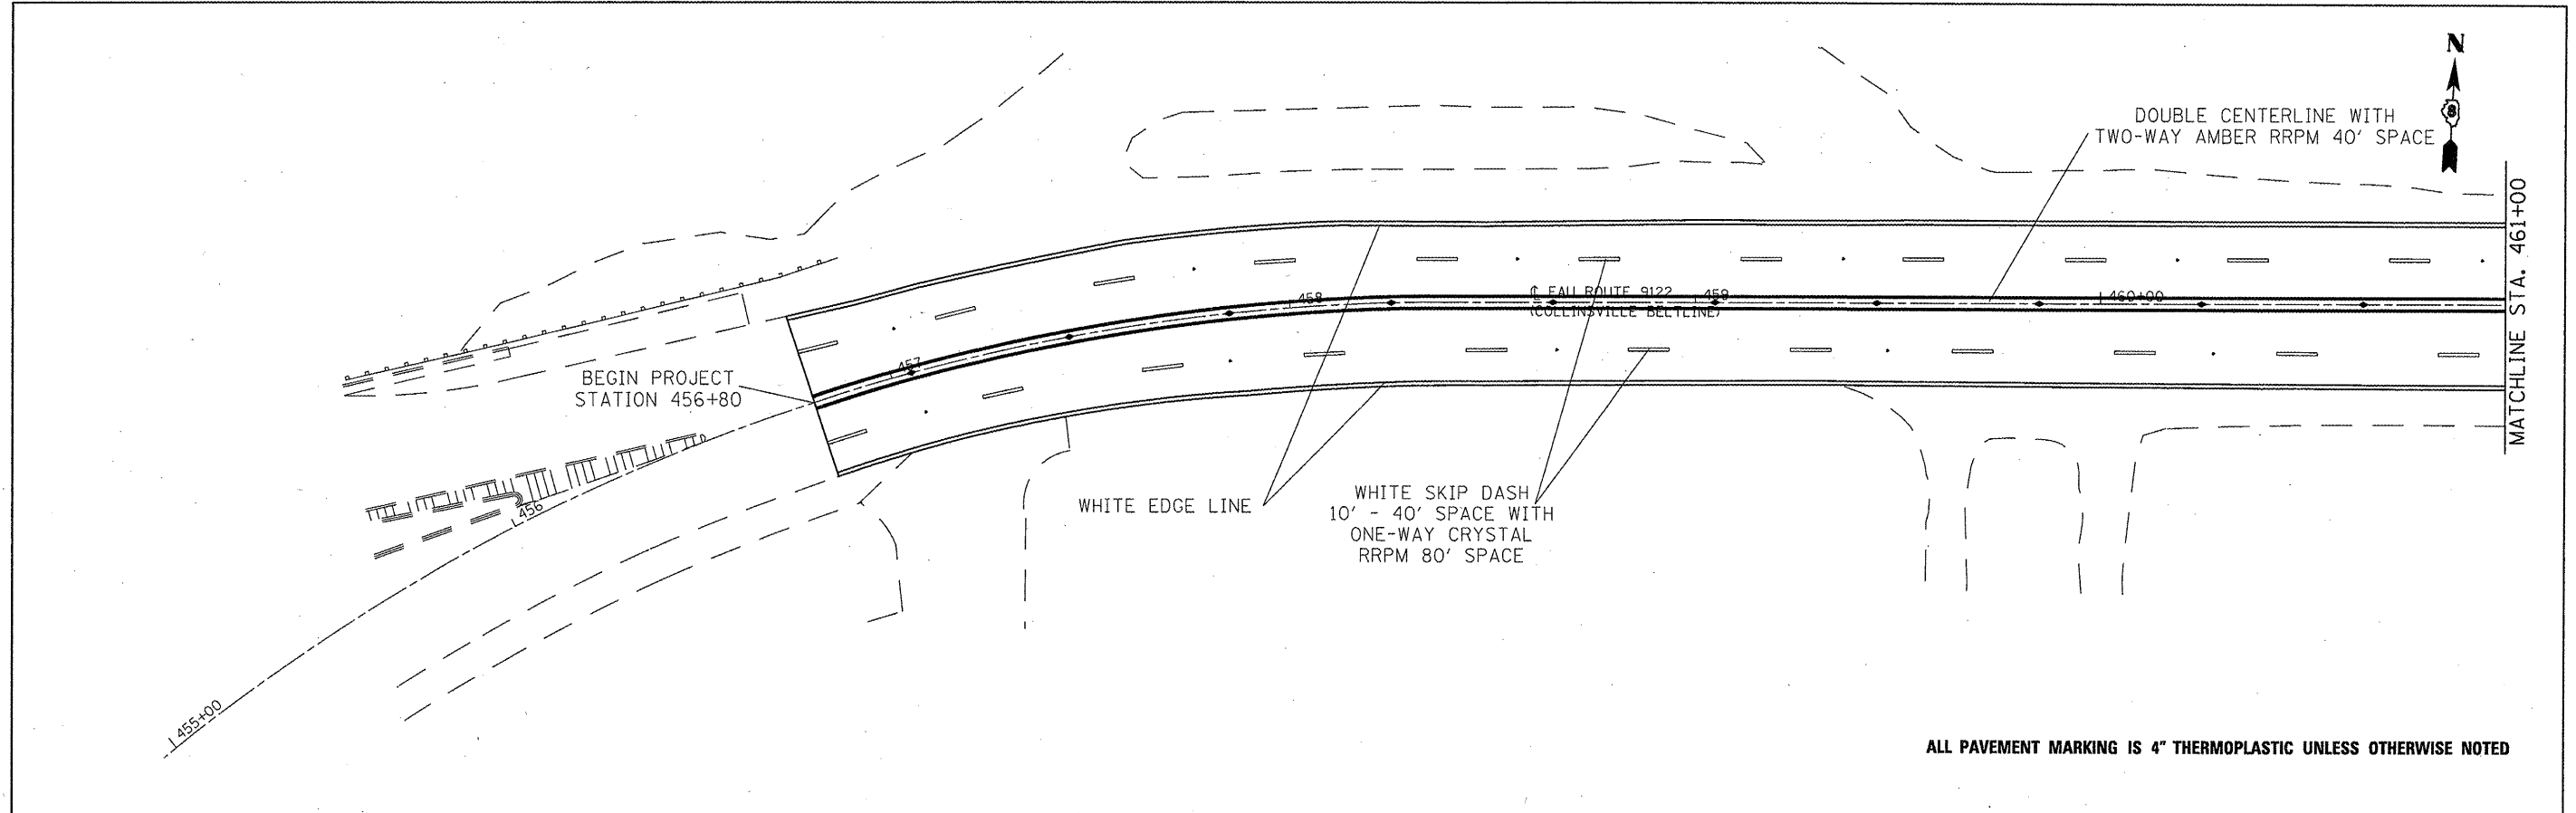 N
8
DOUBLE CENTERLINE WITH
TWO-WAY AMBER RRPM 40' SPACE
MATCHLINE STA. 461+00
458
℄ FAU ROUTE 9122
(COLLINSVILLE BELTLINE)
459
460+00
457
BEGIN PROJECT
STATION 456+80
456
455+00
WHITE EDGE LINE
WHITE SKIP DASH
10' - 40' SPACE WITH
ONE-WAY CRYSTAL
RRPM 80' SPACE
ALL PAVEMENT MARKING IS 4" THERMOPLASTIC UNLESS OTHERWISE NOTED